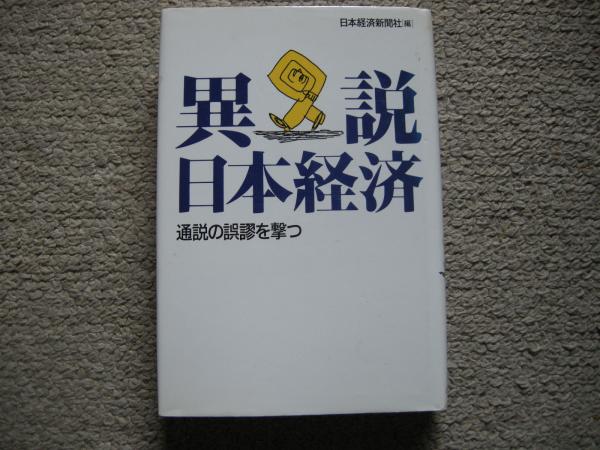 日本経済新聞社[編]
異説
日本経済
通説の誤謬を撃つ